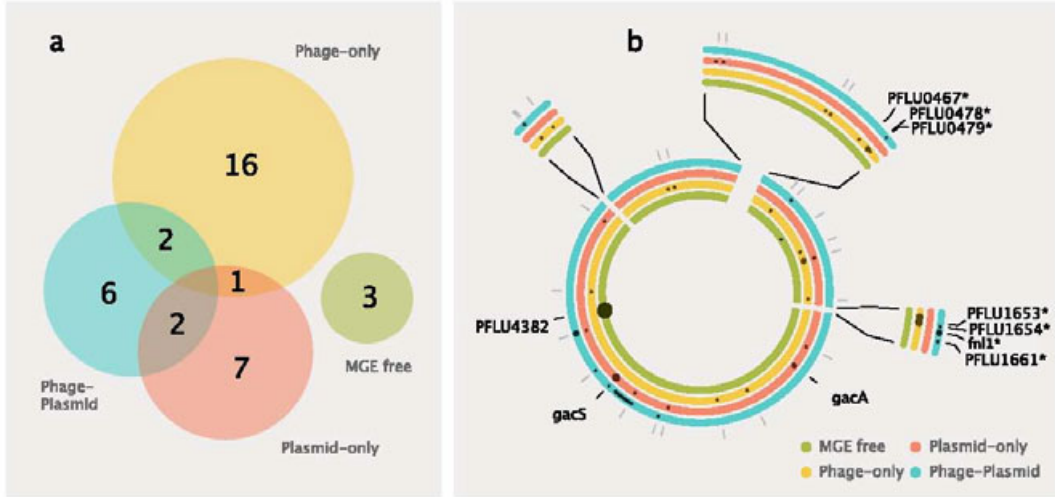 a
Phage-only
16
2
6
1
3
2
7
MGE free
Phage-
Plasmid
Plasmid-only
b
PFLU0467*
PFLU0478*
PFLU0479*
PFLU1653*
PFLU1654*
fnl1*
PFLU1661*
PFLU4382
gacS
gacA
MGE free
Plasmid-only
Phage-only
Phage-Plasmid